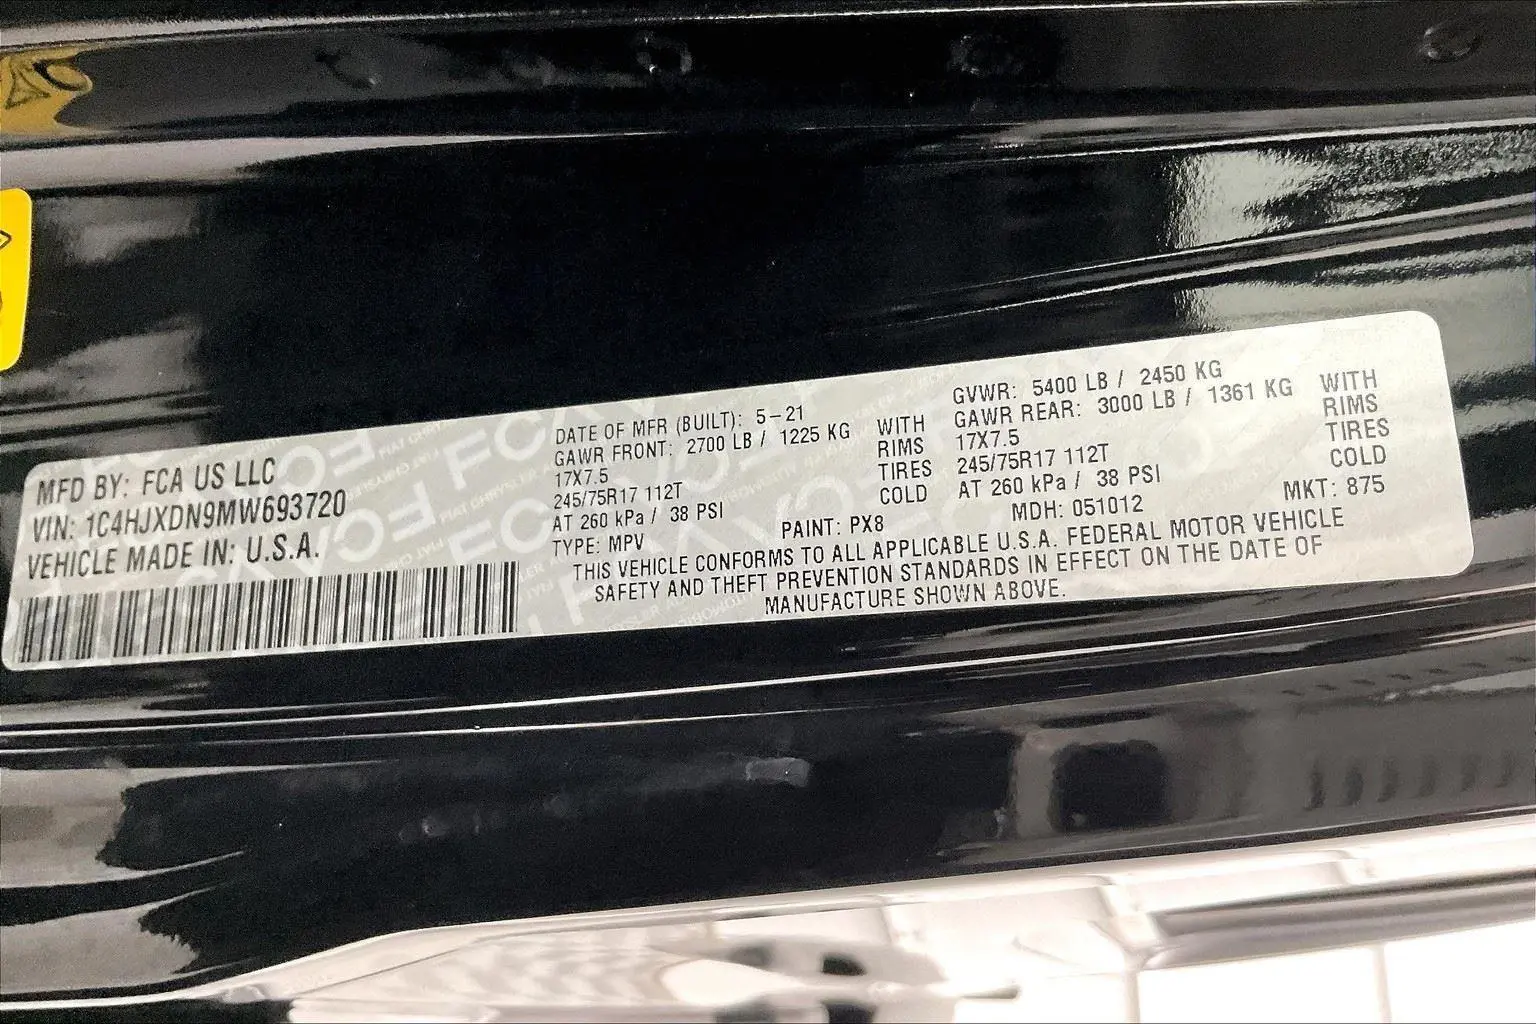 MFD BY: FCA US LLC
VIN: 1C4HJXDN9MW693720
VEHICLE MADE IN: U.S.A.
DATE OF MFR (BUILT): 5-21
GAWR FRONT: 2700 LB / 1225 KG WITH
17X7.5 RIMS
245/75R17 112T TIRES
AT 260 kPa / 38 PSI COLD
TYPE: MPV
PAINT: PX8
GVWR: 5400 LB / 2450 KG
GAWR REAR: 3000 LB / 1361 KG WITH
17X7.5 RIMS
245/75R17 112T TIRES
AT 260 kPa / 38 PSI COLD
MDH: 051012 MKT: 875
THIS VEHICLE CONFORMS TO ALL APPLICABLE U.S.A. FEDERAL MOTOR VEHICLE
SAFETY AND THEFT PREVENTION STANDARDS IN EFFECT ON THE DATE OF
MANUFACTURE SHOWN ABOVE.